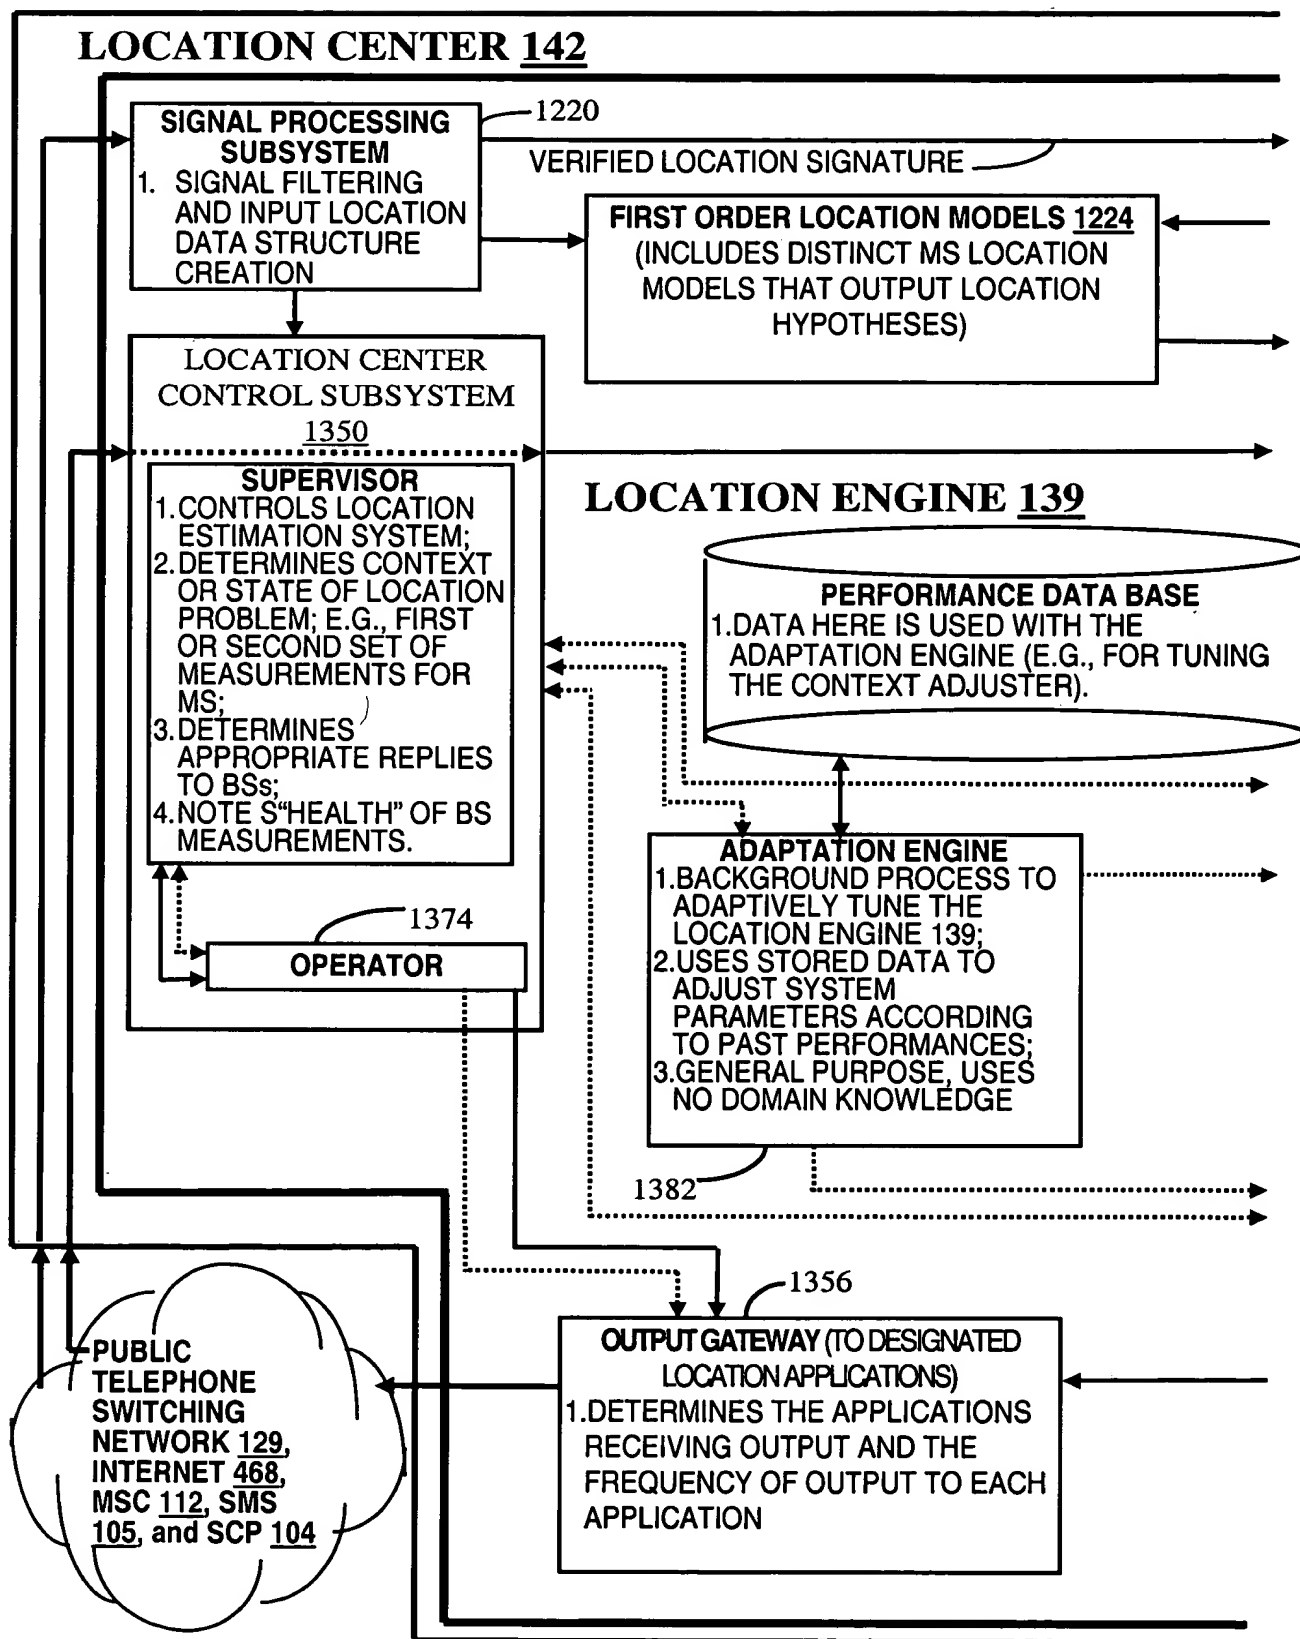 LOCATION CENTER 142
SIGNAL PROCESSING
SUBSYSTEM
1. SIGNAL FILTERING
AND INPUT LOCATION
DATA STRUCTURE
CREATION
1220
VERIFIED LOCATION SIGNATURE
FIRST ORDER LOCATION MODELS 1224
(INCLUDES DISTINCT MS LOCATION
MODELS THAT OUTPUT LOCATION
HYPOTHESES)
LOCATION CENTER
CONTROL SUBSYSTEM
1350
SUPERVISOR
1.CONTROLS LOCATION
ESTIMATION SYSTEM;
2.DETERMINES CONTEXT
OR STATE OF LOCATION
PROBLEM; E.G., FIRST
OR SECOND SET OF
MEASUREMENTS FOR
MS;
3.DETERMINES
APPROPRIATE REPLIES
TO BSs;
4.NOTE S"HEALTH" OF BS
MEASUREMENTS.
1374
OPERATOR
LOCATION ENGINE 139
PERFORMANCE DATA BASE
1.DATA HERE IS USED WITH THE
ADAPTATION ENGINE (E.G., FOR TUNING
THE CONTEXT ADJUSTER).
ADAPTATION ENGINE
1.BACKGROUND PROCESS TO
ADAPTIVELY TUNE THE
LOCATION ENGINE 139;
2.USES STORED DATA TO
ADJUST SYSTEM
PARAMETERS ACCORDING
TO PAST PERFORMANCES;
3.GENERAL PURPOSE, USES
NO DOMAIN KNOWLEDGE
1382
1356
OUTPUT GATEWAY (TO DESIGNATED
LOCATION APPLICATIONS)
1.DETERMINES THE APPLICATIONS
RECEIVING OUTPUT AND THE
FREQUENCY OF OUTPUT TO EACH
APPLICATION
PUBLIC
TELEPHONE
SWITCHING
NETWORK 129,
INTERNET 468,
MSC 112, SMS
105, and SCP 104